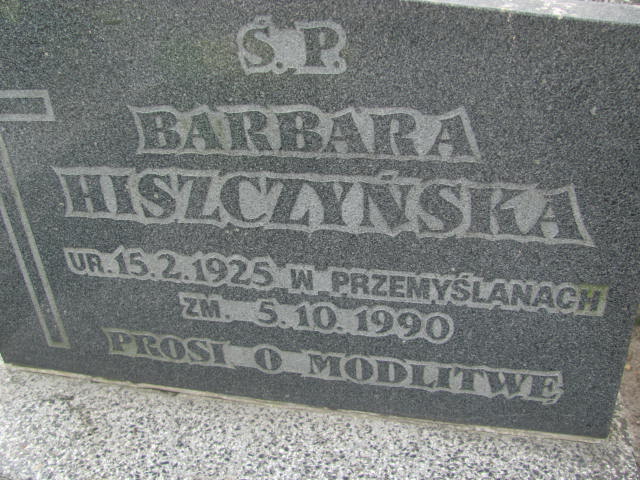 Ś.P.
BARBARA
HISZCZYŃSKA
UR. 15.2.1925 W PRZEMYŚLANACH
ZM. 5.10.1990
PROSI O MODLITWĘ